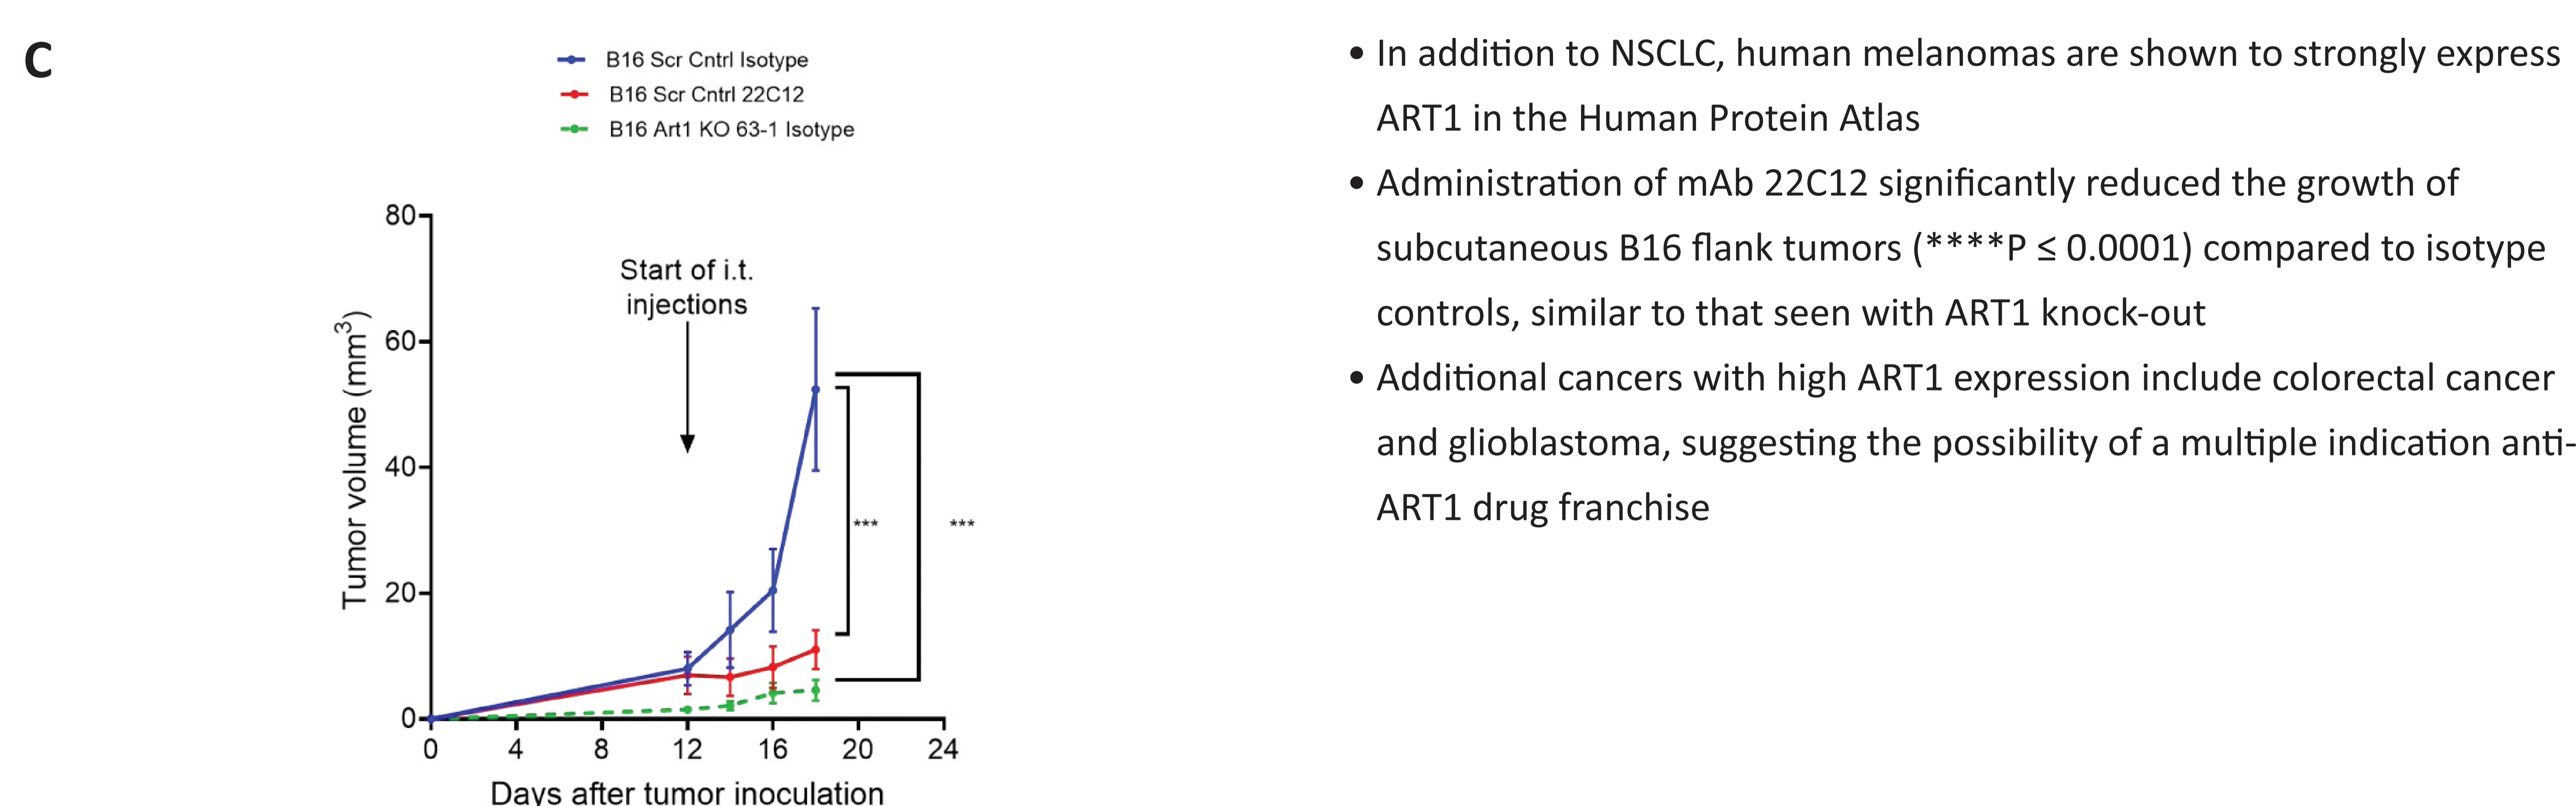 C
B16 Scr Cntrl Isotype
B16 Scr Cntrl 22C12
B16 Art1 KO 63-1 Isotype
80
60
40
20
0
Tumor volume (mm³)
Start of i.t.
injections
***
***
0 4 8 12 16 20 24
Days after tumor inoculation
• In addition to NSCLC, human melanomas are shown to strongly express
ART1 in the Human Protein Atlas
• Administration of mAb 22C12 significantly reduced the growth of
subcutaneous B16 flank tumors (****P ≤ 0.0001) compared to isotype
controls, similar to that seen with ART1 knock-out
• Additional cancers with high ART1 expression include colorectal cancer
and glioblastoma, suggesting the possibility of a multiple indication anti-
ART1 drug franchise